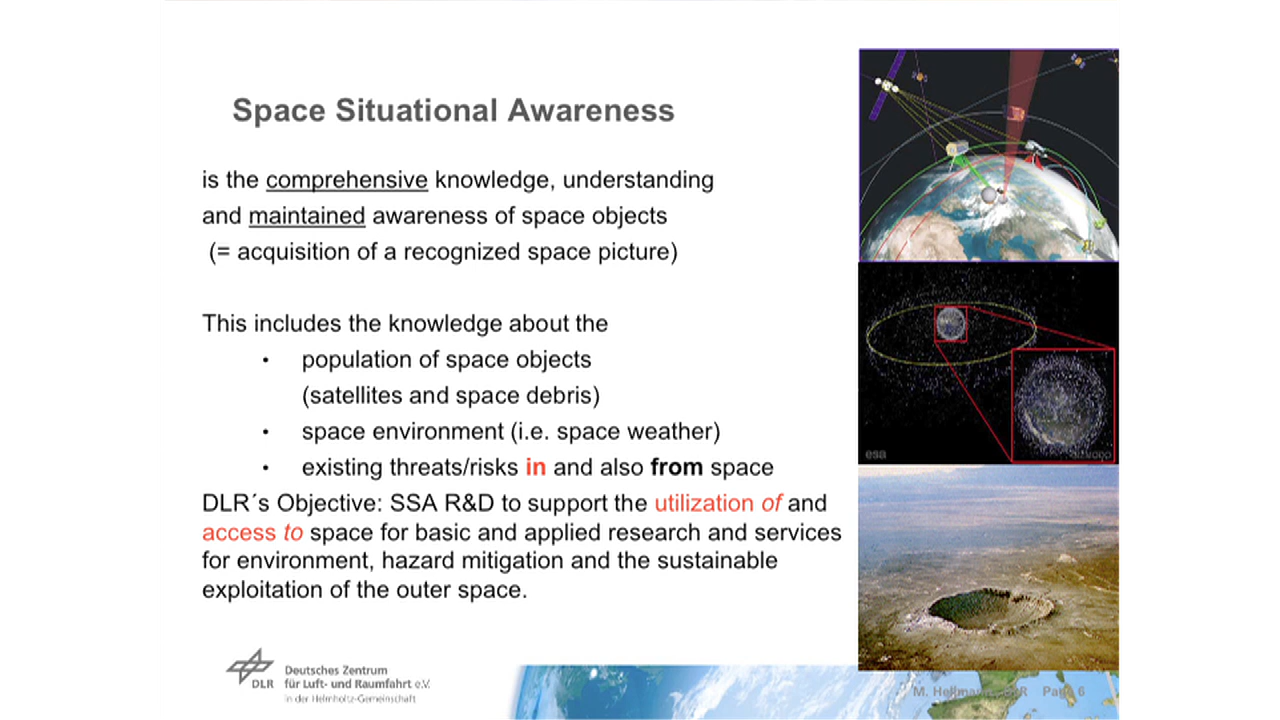 Space Situational Awareness
is the comprehensive knowledge, understanding
and maintained awareness of space objects
(= acquisition of a recognized space picture)
This includes the knowledge about the
• population of space objects
(satellites and space debris)
• space environment (i.e. space weather)
• existing threats/risks in and also from space
DLR´s Objective: SSA R&D to support the utilization of and
access to space for basic and applied research and services
for environment, hazard mitigation and the sustainable
exploitation of the outer space.
esa
DLR
Deutsches Zentrum
für Luft- und Raumfahrt e.V.
in der Helmholtz-Gemeinschaft
M. Hellmann, DLR Page 6